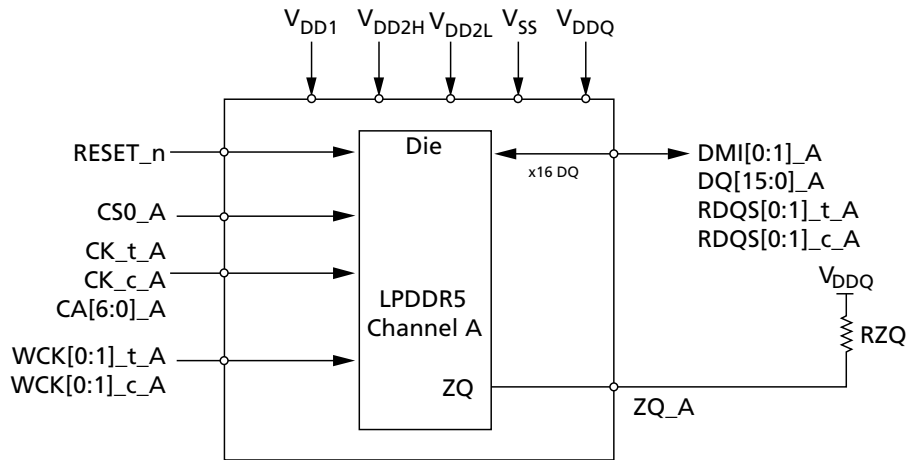 VDD1 VDD2H VDD2L VSS VDDQ
RESET_n
Die
x16 DQ
DMI[0:1]_A
DQ[15:0]_A
RDQS[0:1]_t_A
RDQS[0:1]_c_A
CS0_A
CK_t_A
CK_c_A
CA[6:0]_A
LPDDR5
Channel A
VDDQ
RZQ
WCK[0:1]_t_A
WCK[0:1]_c_A
ZQ
ZQ_A